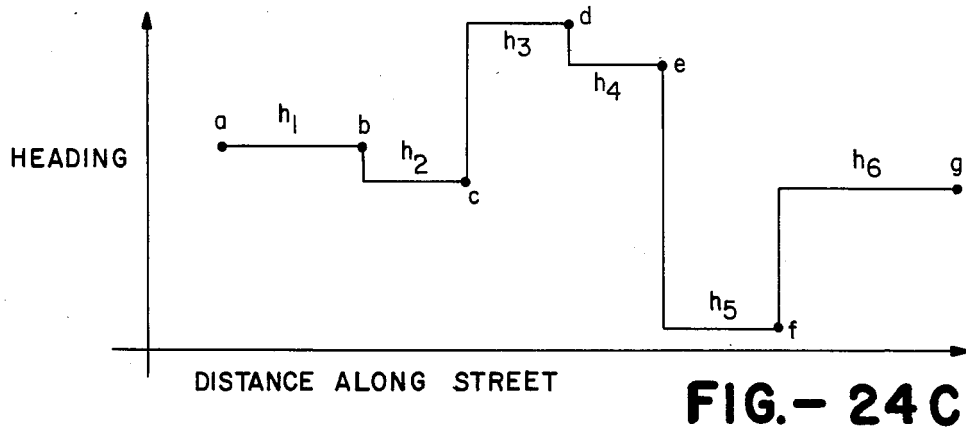 d
h3
h4
e
a
h1
b
h2
HEADING
c
h6
g
h5
f
DISTANCE ALONG STREET
FIG.- 24C